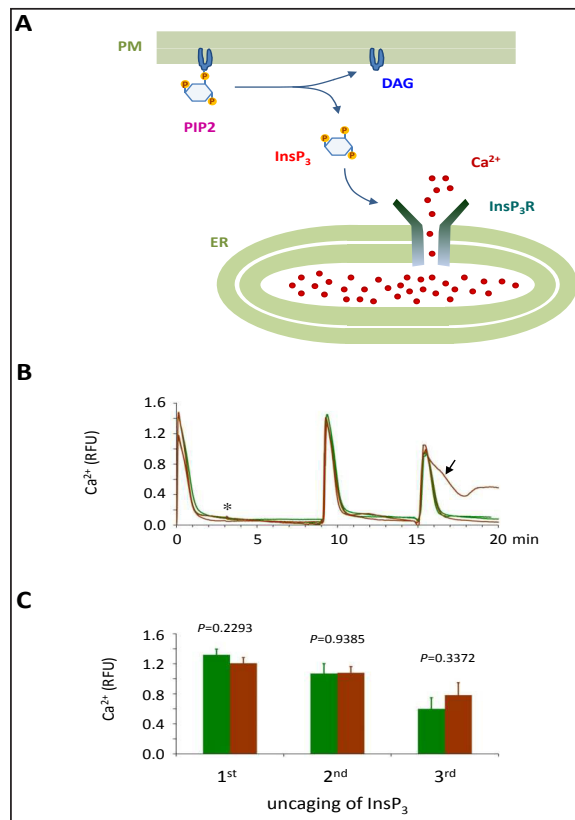 A
PM
P
P
P
PIP2
DAG
P
P
P
InsP₃
Ca²⁺
InsP₃R
ER
B
Ca²⁺ (RFU)
1.6
1.2
0.8
0.4
0.0
*
0 5 10 15 20 min
C
Ca²⁺ (RFU)
1.6
1.2
0.8
0.4
0.0
P=0.2293
P=0.9385
P=0.3372
1ˢᵗ 2ⁿᵈ 3ʳᵈ
uncaging of InsP₃